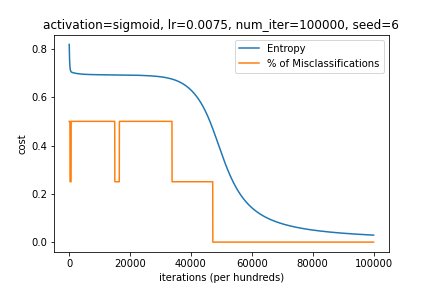 activation=sigmoid, lr=0.0075, num_iter=100000, seed=6
Entropy
% of Misclassifications
cost
0.8
0.6
0.4
0.2
0.0
0
20000
40000
60000
80000
100000
iterations (per hundreds)